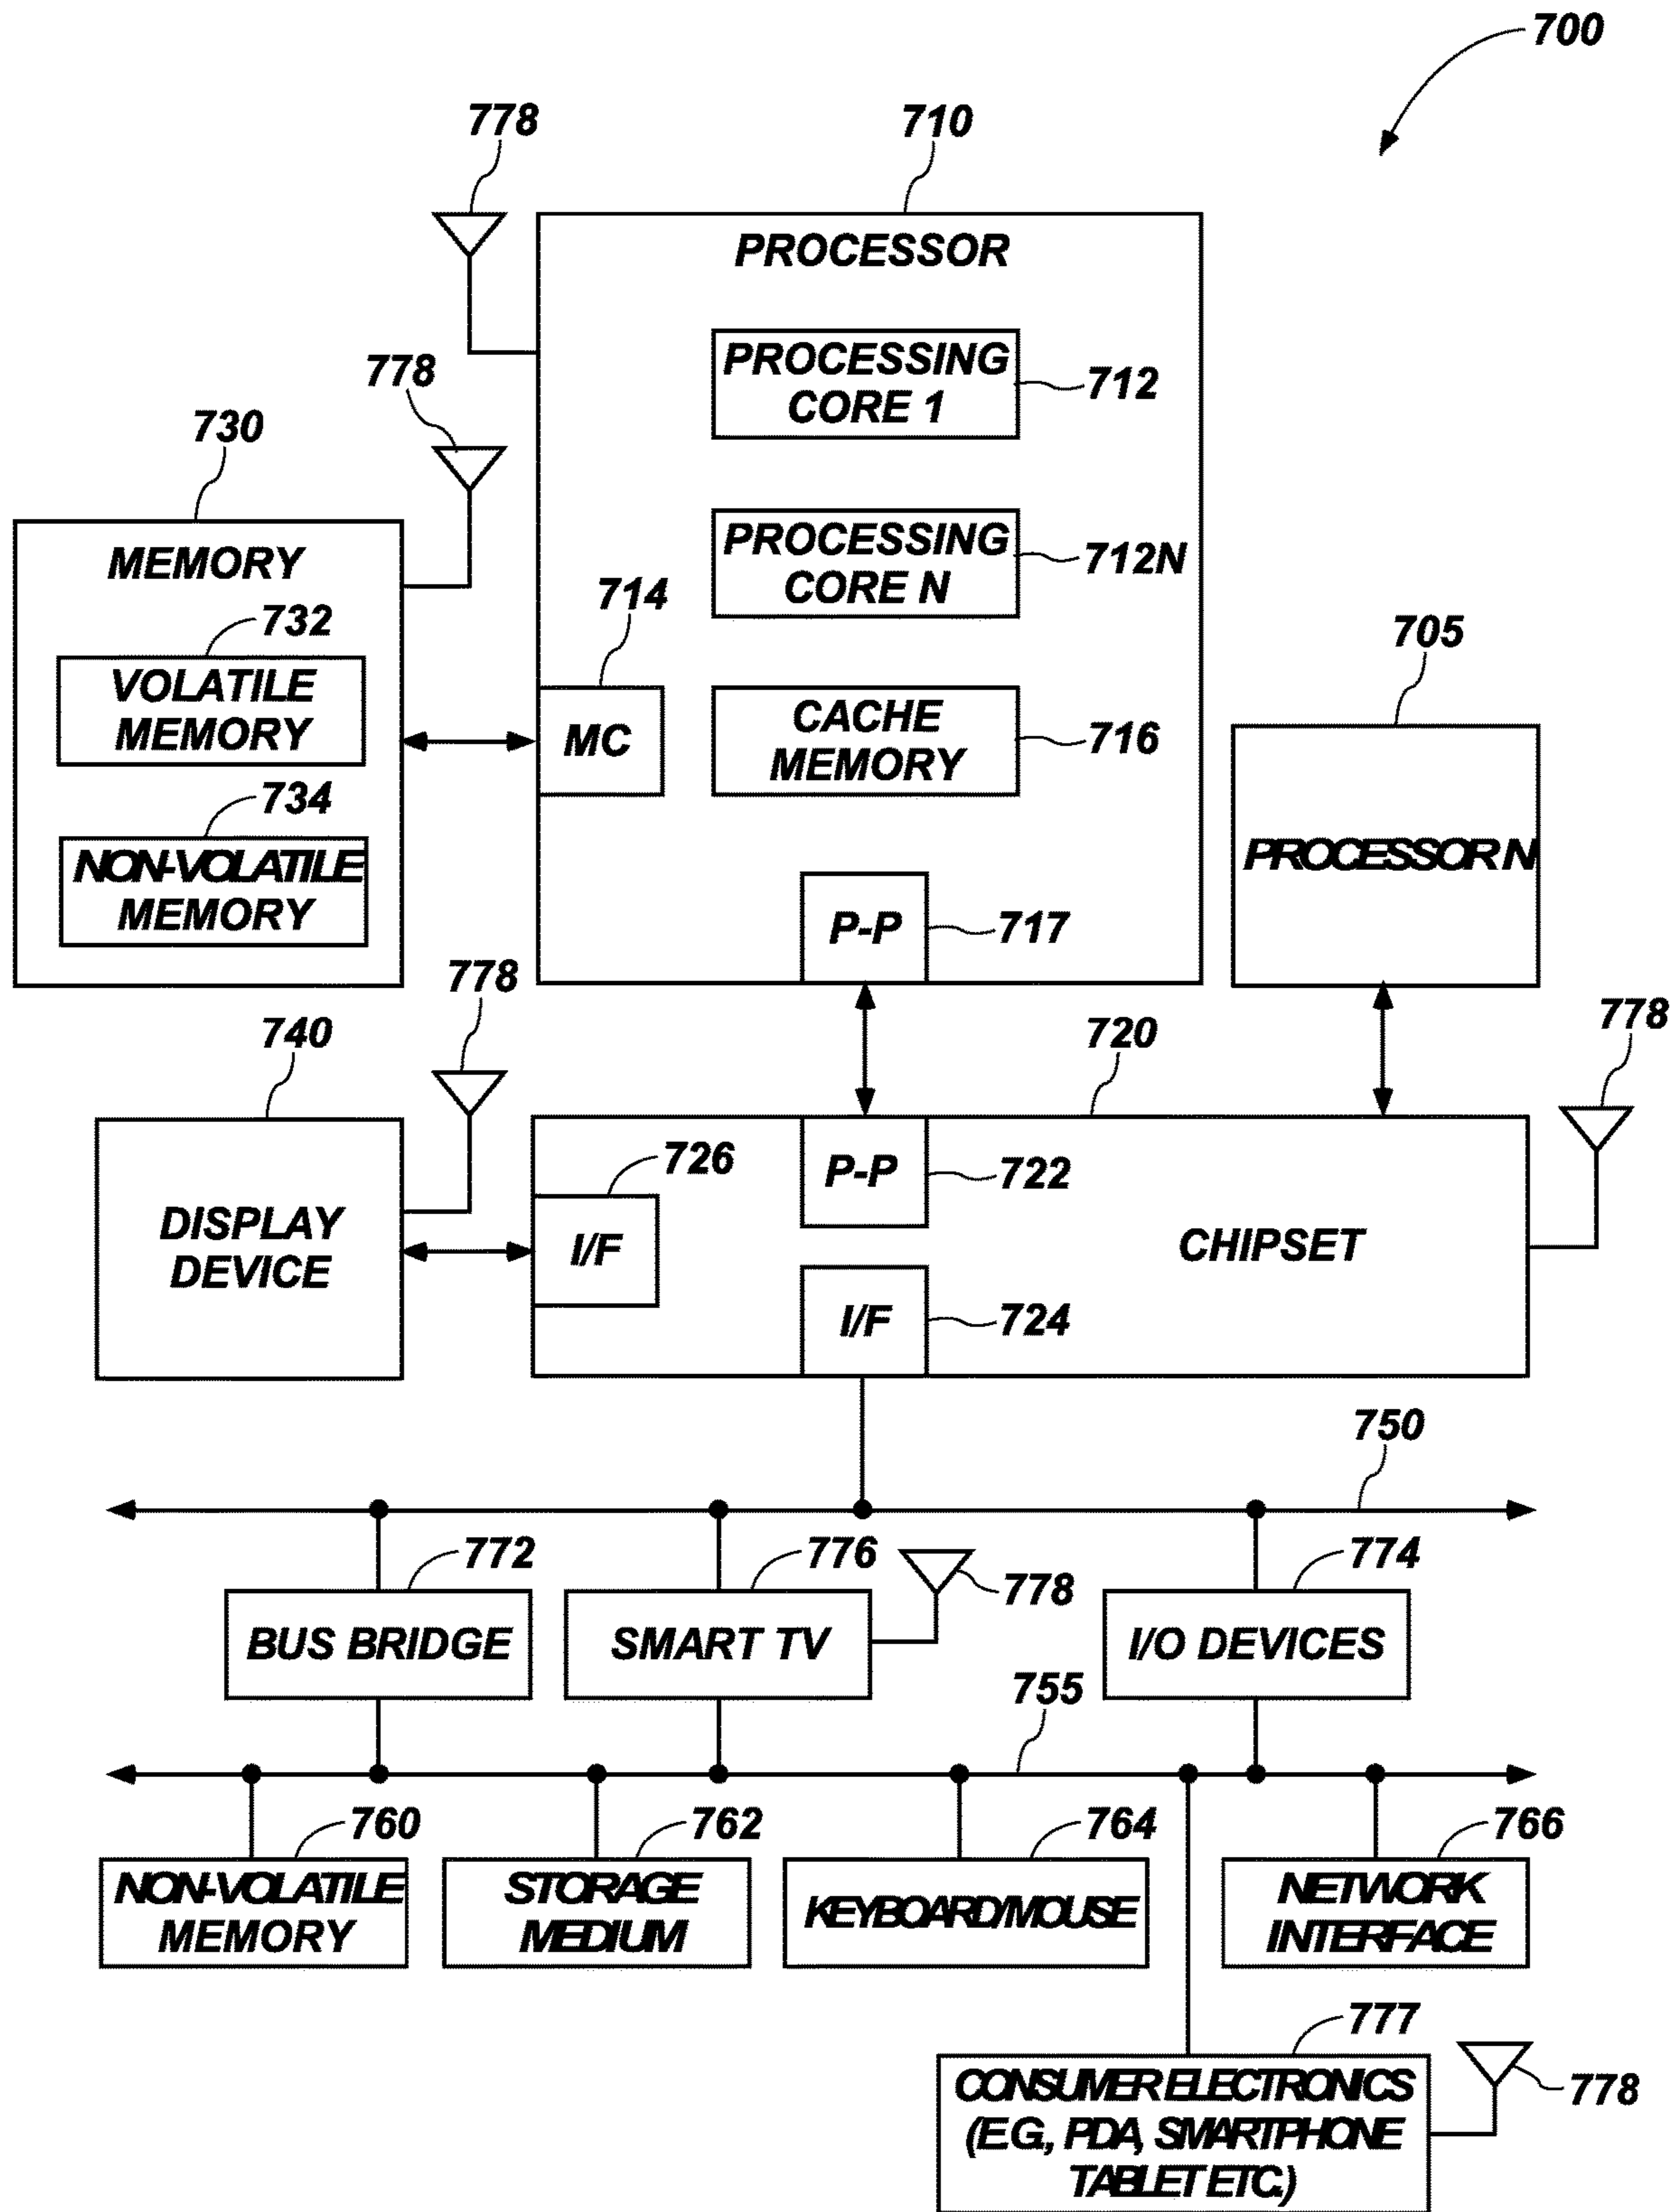 700
778
710
PROCESSOR
PROCESSING
CORE 1
712
778
730
MEMORY
PROCESSING
CORE N
712N
714
732
VOLATILE
MEMORY
MC
CACHE
MEMORY
716
705
PROCESSOR N
734
NON-VOLATILE
MEMORY
P-P
717
778
740
720
778
DISPLAY
DEVICE
726
I/F
P-P
722
CHIPSET
I/F
724
750
772
776
778
774
BUS BRIDGE
SMART TV
I/O DEVICES
755
760
762
764
766
NON-VOLATILE
MEMORY
STORAGE
MEDIUM
KEYBOARD/MOUSE
NETWORK
INTERFACE
777
CONSUMER ELECTRONICS
(E.G., PDA, SMARTPHONE
TABLET ETC.)
778